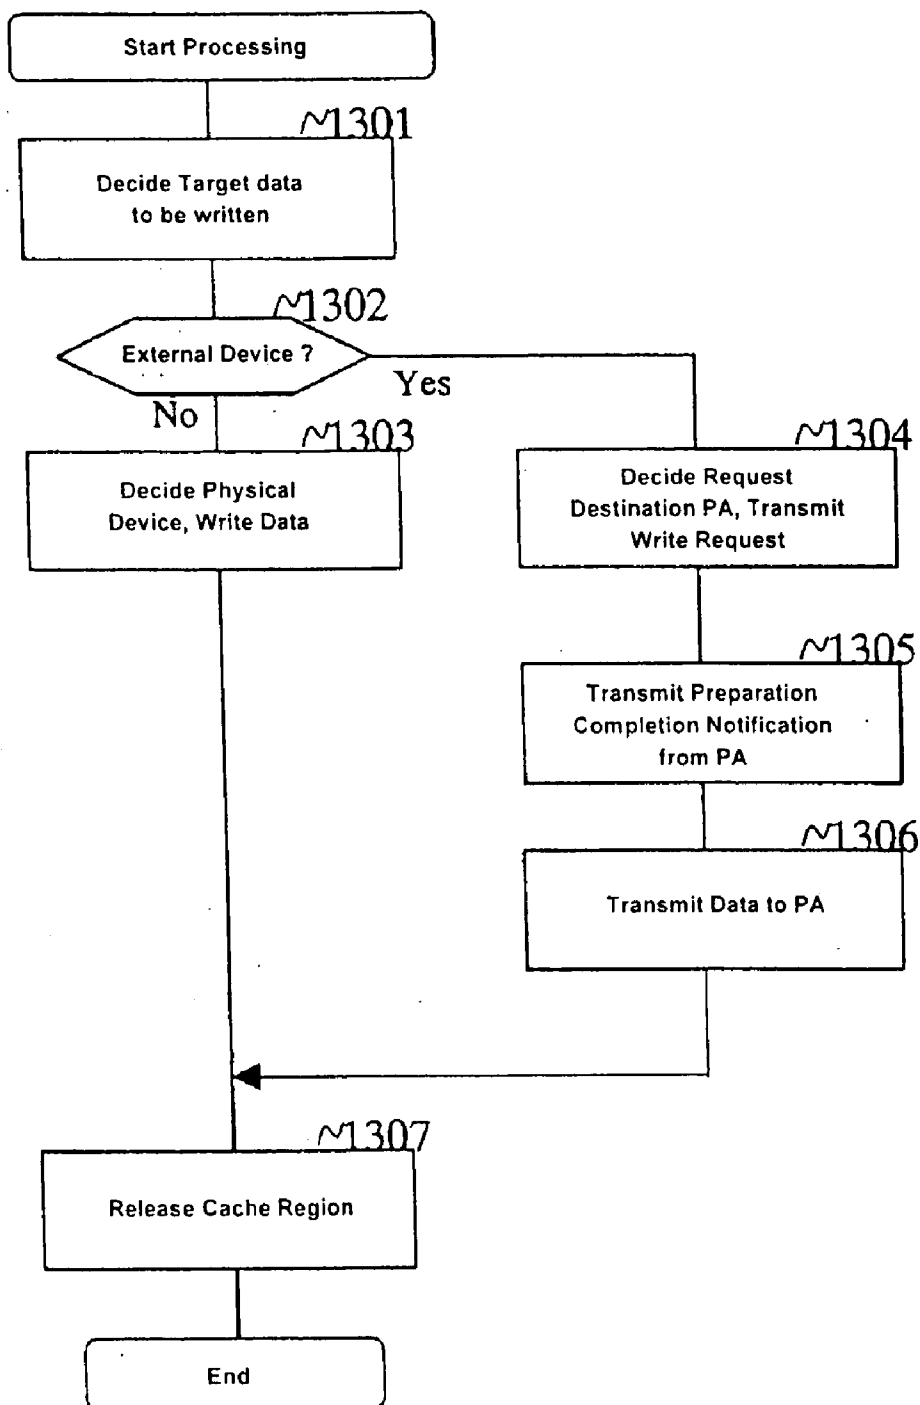 Start Processing
1301
Decide Target data
to be written
1302
External Device ?
Yes
No
1303
Decide Physical
Device, Write Data
1304
Decide Request
Destination PA, Transmit
Write Request
1305
Transmit Preparation
Completion Notification
from PA
1306
Transmit Data to PA
1307
Release Cache Region
End